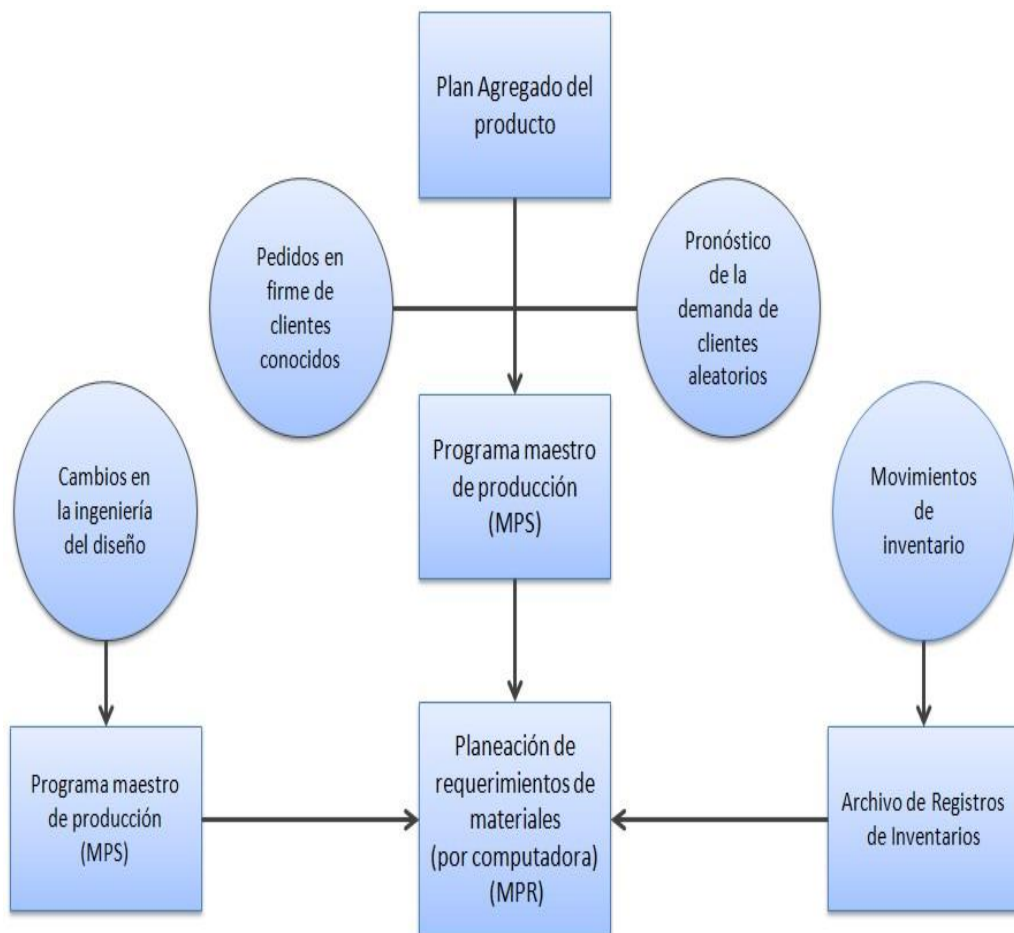 Plan Agregado del
producto
Pedidos en
firme de
clientes
conocidos
Pronóstico
de la
demanda de
clientes
aleatorios
Programa maestro
de producción
(MPS)
Cambios en
la ingeniería
del diseño
Movimientos
de
inventario
Programa maestro
de producción
(MPS)
Planeación de
requerimientos de
materiales
(por computadora)
(MPR)
Archivo de Registros
de Inventarios